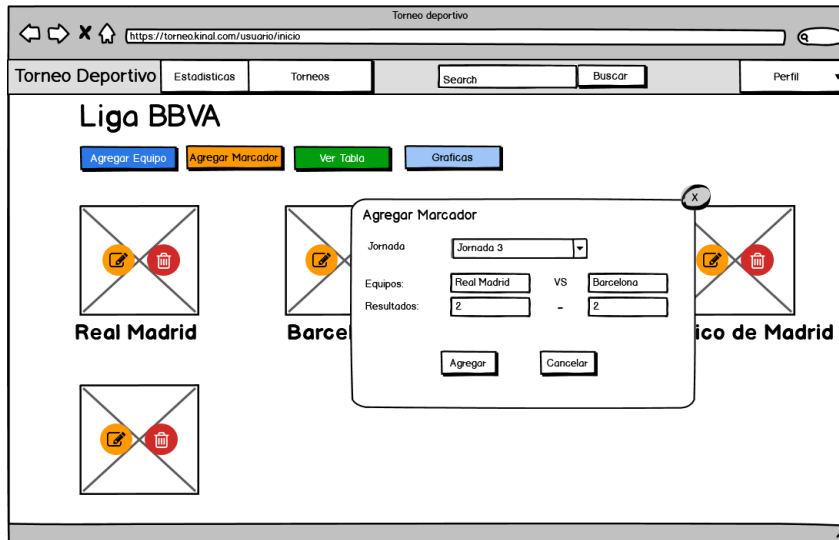 Torneo deportivo
https://torneo.kinal.com/usuario/inicio
Torneo Deportivo Estadisticas Torneos Search Buscar Perfil
Liga BBVA
Agregar Equipo Agregar Marcador Ver Tabla Graficas
X
Agregar Marcador
Jornada Jornada 3
Equipos: Real Madrid VS Barcelona
Resultados: 2 - 2
Agregar Cancelar
Real Madrid Barcel ico de Madrid